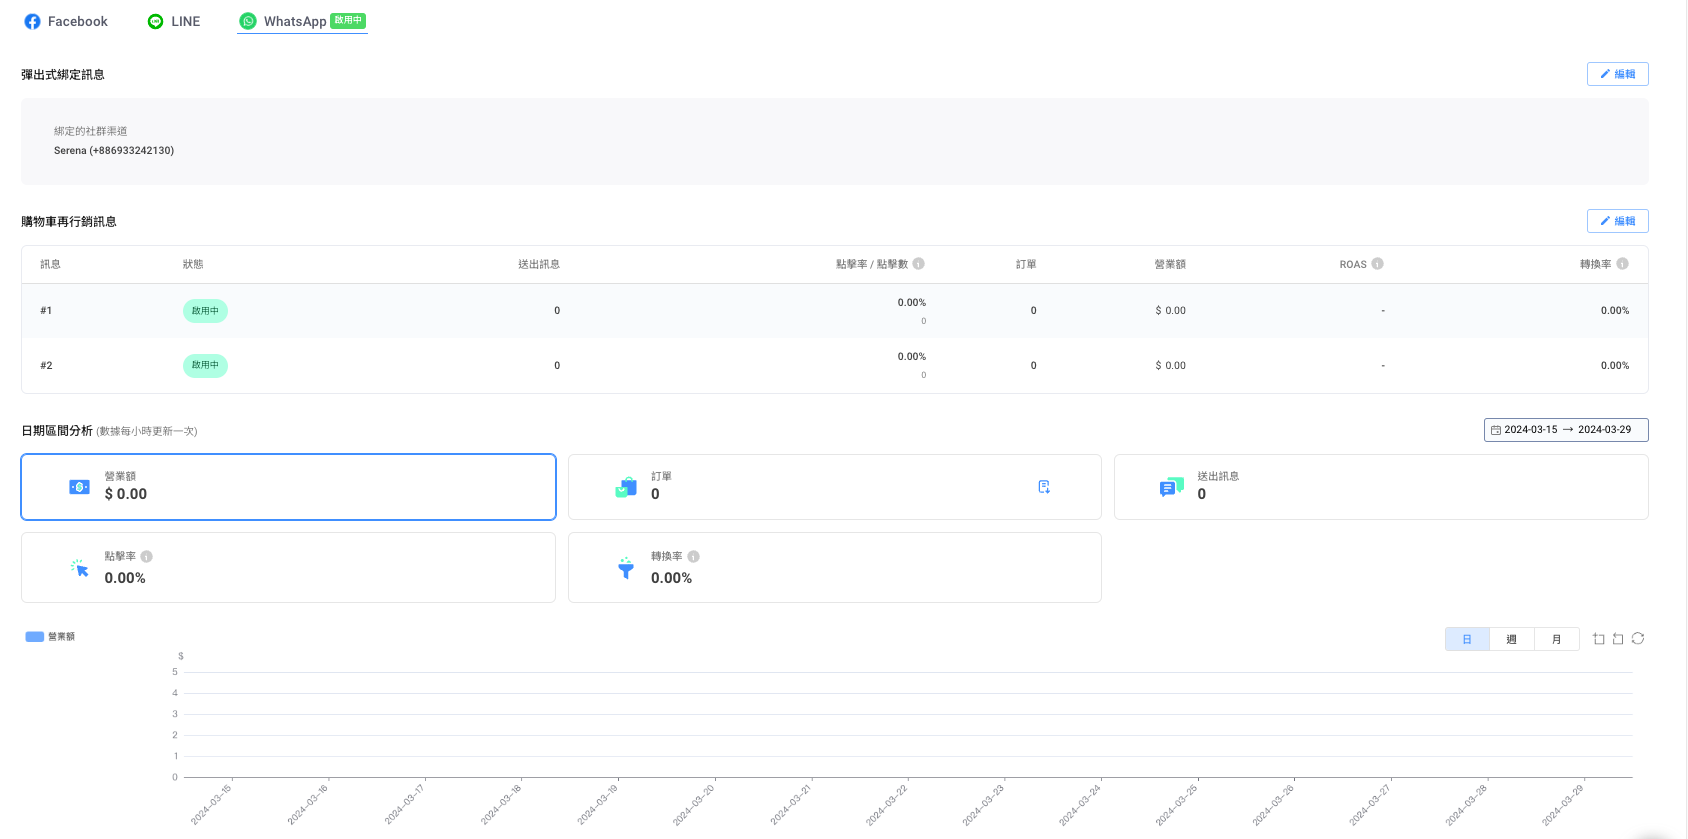 Facebook LINE WhatsApp 啟用中
彈出式綁定訊息 編輯
綁定的社群渠道
Serena (+886933242130)
購物車再行銷訊息 編輯
訊息 狀態 送出訊息 點擊率 / 點擊數 訂單 營業額 ROAS 轉換率
#1 啟用中 0 0.00% 0 $ 0.00 - 0.00%
0
#2 啟用中 0 0.00% 0 $ 0.00 - 0.00%
0
日期區間分析 (數據每小時更新一次) 2024-03-15 → 2024-03-29
營業額 訂單 送出訊息
$ 0.00 0 0
點擊率 轉換率
0.00% 0.00%
營業額 日 週 月
$
5
4
3
2
1
0
2024-03-15 2024-03-16 2024-03-17 2024-03-18 2024-03-19 2024-03-20 2024-03-21 2024-03-22 2024-03-23 2024-03-24 2024-03-25 2024-03-26 2024-03-27 2024-03-28 2024-03-29